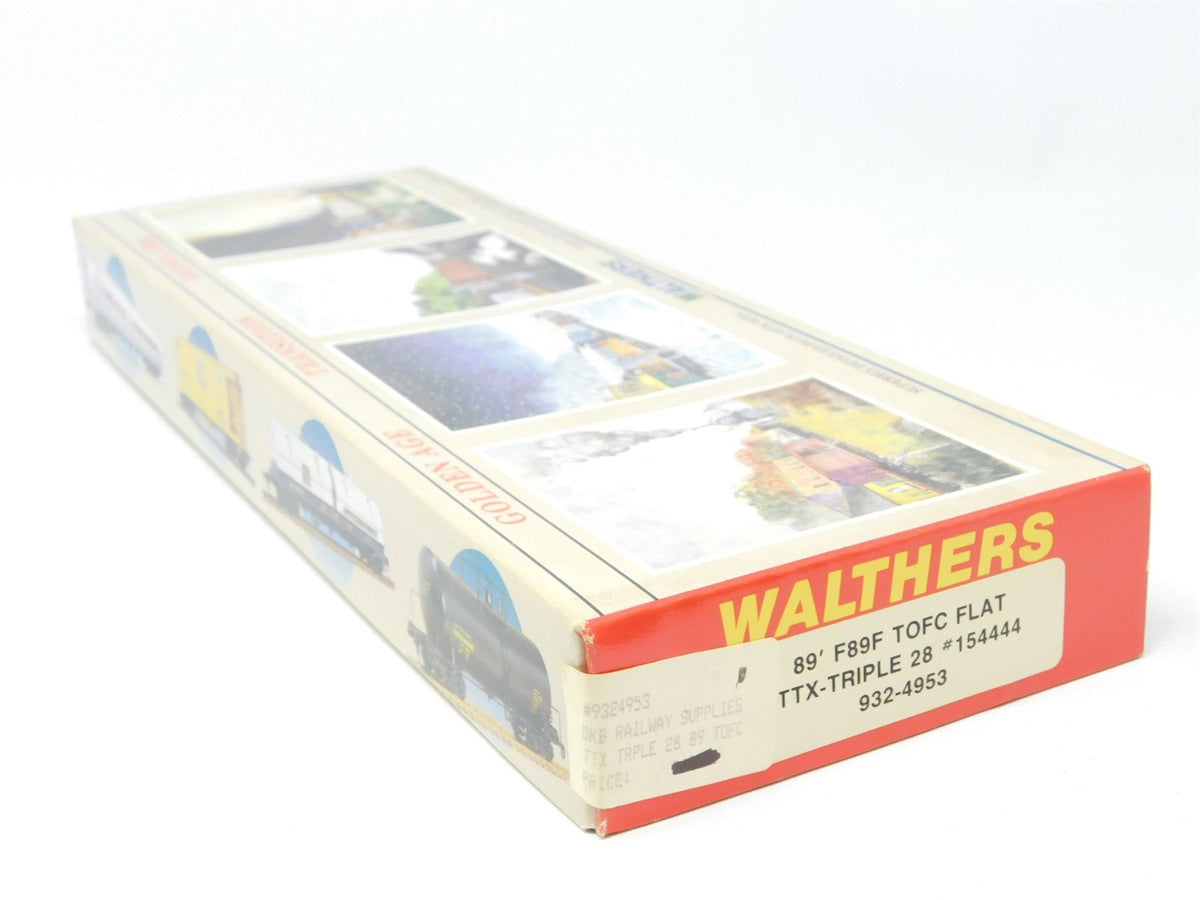 WALTHERS
GOLDEN AGE
TRANSITION
WALTHERS
89' F89F TOFC FLAT
TTX-TRIPLE 28 #154444
932-4953
#9324953
DKB RAILWAY SUPPLIES
TTX TRPLE 28 89 TOFC
PRICE: